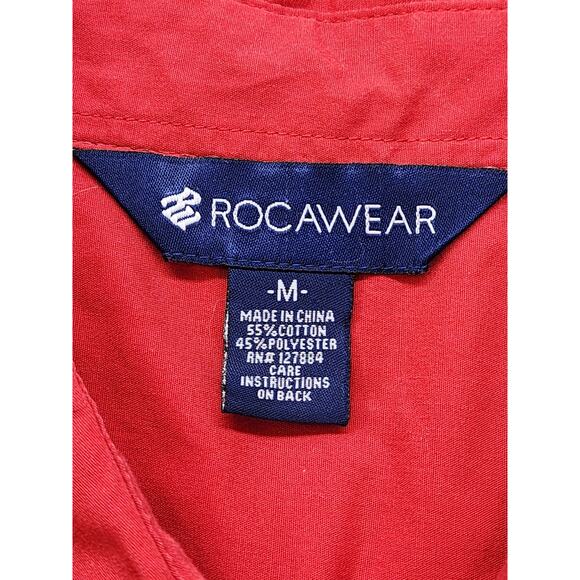 ROCAWEAR
-M-
MADE IN CHINA
55%COTTON
45%POLYESTER
RN# 127884
CARE
INSTRUCTIONS
ON BACK